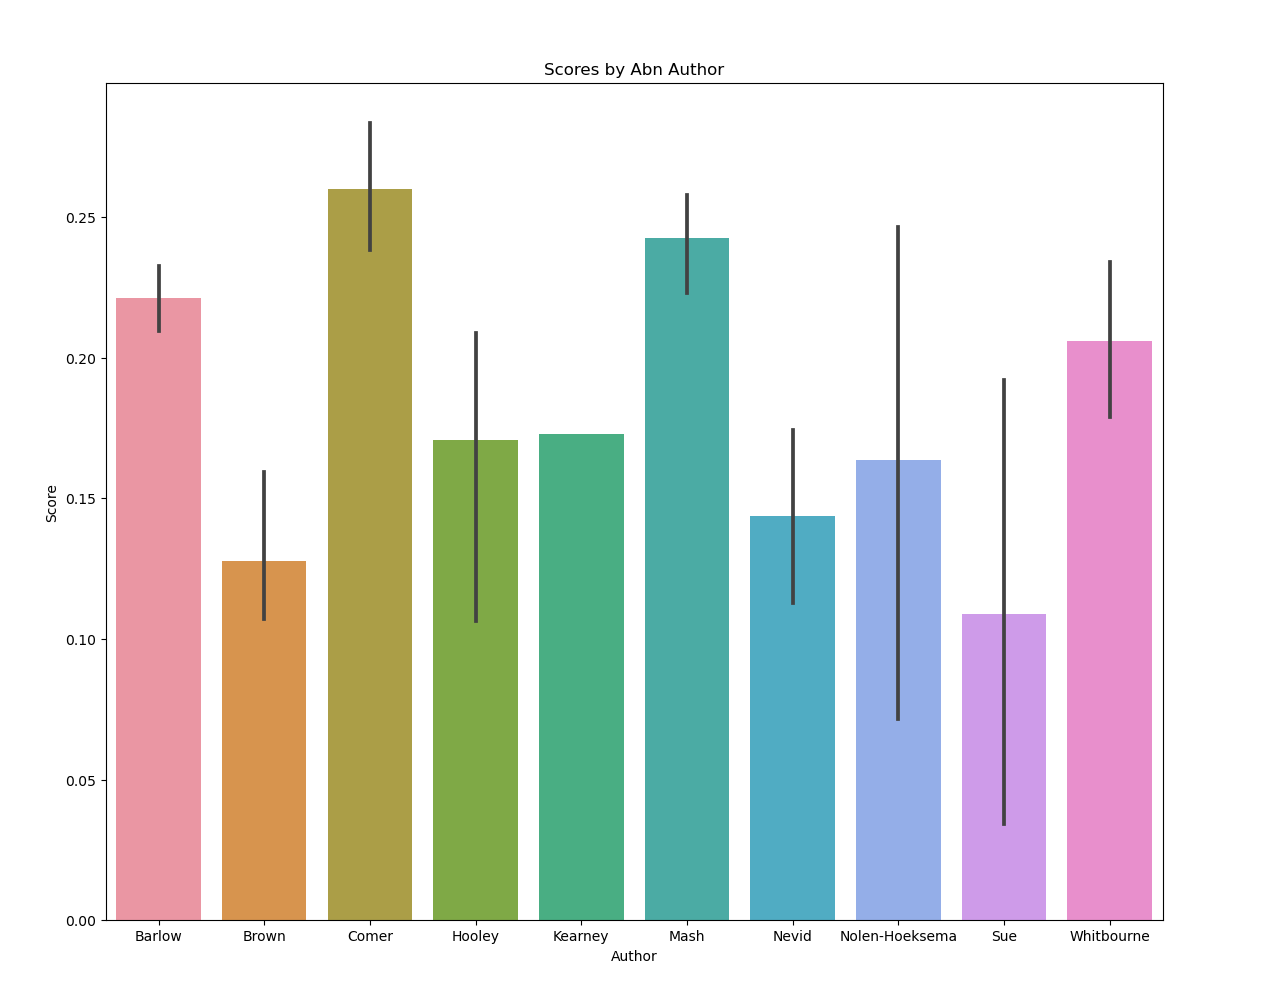 Scores by Abn Author
Score
0.25
0.20
0.15
0.10
0.05
0.00
Barlow Brown Comer Hooley Kearney Mash Nevid Nolen-Hoeksema Sue Whitbourne
Author